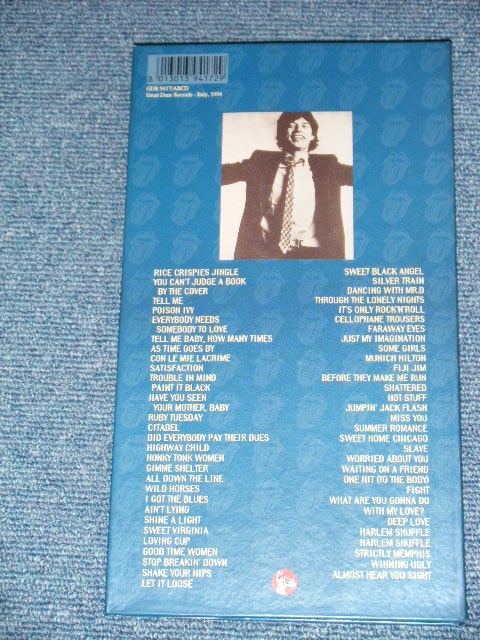 8 013013 941729
GDR 9417/ABCD
Great Dane Records - Italy, 1994
RICE CRISPIES JINGLE
YOU CAN'T JUDGE A BOOK
BY THE COVER
TELL ME
POISON IVY
EVERYBODY NEEDS
SOMEBODY TO LOVE
TELL ME BABY, HOW MANY TIMES
AS TIME GOES BY
CON LE MIE LACRIME
SATISFACTION
TROUBLE IN MIND
PAINT IT BLACK
HAVE YOU SEEN
YOUR MOTHER, BABY
RUBY TUESDAY
CITADEL
DID EVERYBODY PAY THEIR DUES
HIGHWAY CHILD
HONKY TONK WOMEN
GIMME SHELTER
ALL DOWN THE LINE
WILD HORSES
I GOT THE BLUES
AIN'T LYING
SHINE A LIGHT
SWEET VIRGINIA
LOVING CUP
GOOD TIME WOMEN
STOP BREAKIN' DOWN
SHAKE YOUR HIPS
LET IT LOOSE
SWEET BLACK ANGEL
SILVER TRAIN
DANCING WITH MR.D
THROUGH THE LONELY NIGHTS
IT'S ONLY ROCK'N'ROLL
CELLOPHANE TROUSERS
FARAWAY EYES
JUST MY IMAGINATION
SOME GIRLS
MUNICH HILTON
FIJI JIM
BEFORE THEY MAKE ME RUN
SHATTERED
HOT STUFF
JUMPIN' JACK FLASH
MISS YOU
SUMMER ROMANCE
SWEET HOME CHICAGO
SLAVE
WORRIED ABOUT YOU
WAITING ON A FRIEND
ONE HIT (TO THE BODY)
FIGHT
WHAT ARE YOU GONNA DO
WITH MY LOVE?
DEEP LOVE
HARLEM SHUFFLE
HARLEM SHUFFLE
STRICTLY MEMPHIS
WINNING UGLY
ALMOST HEAR YOU SIGHT